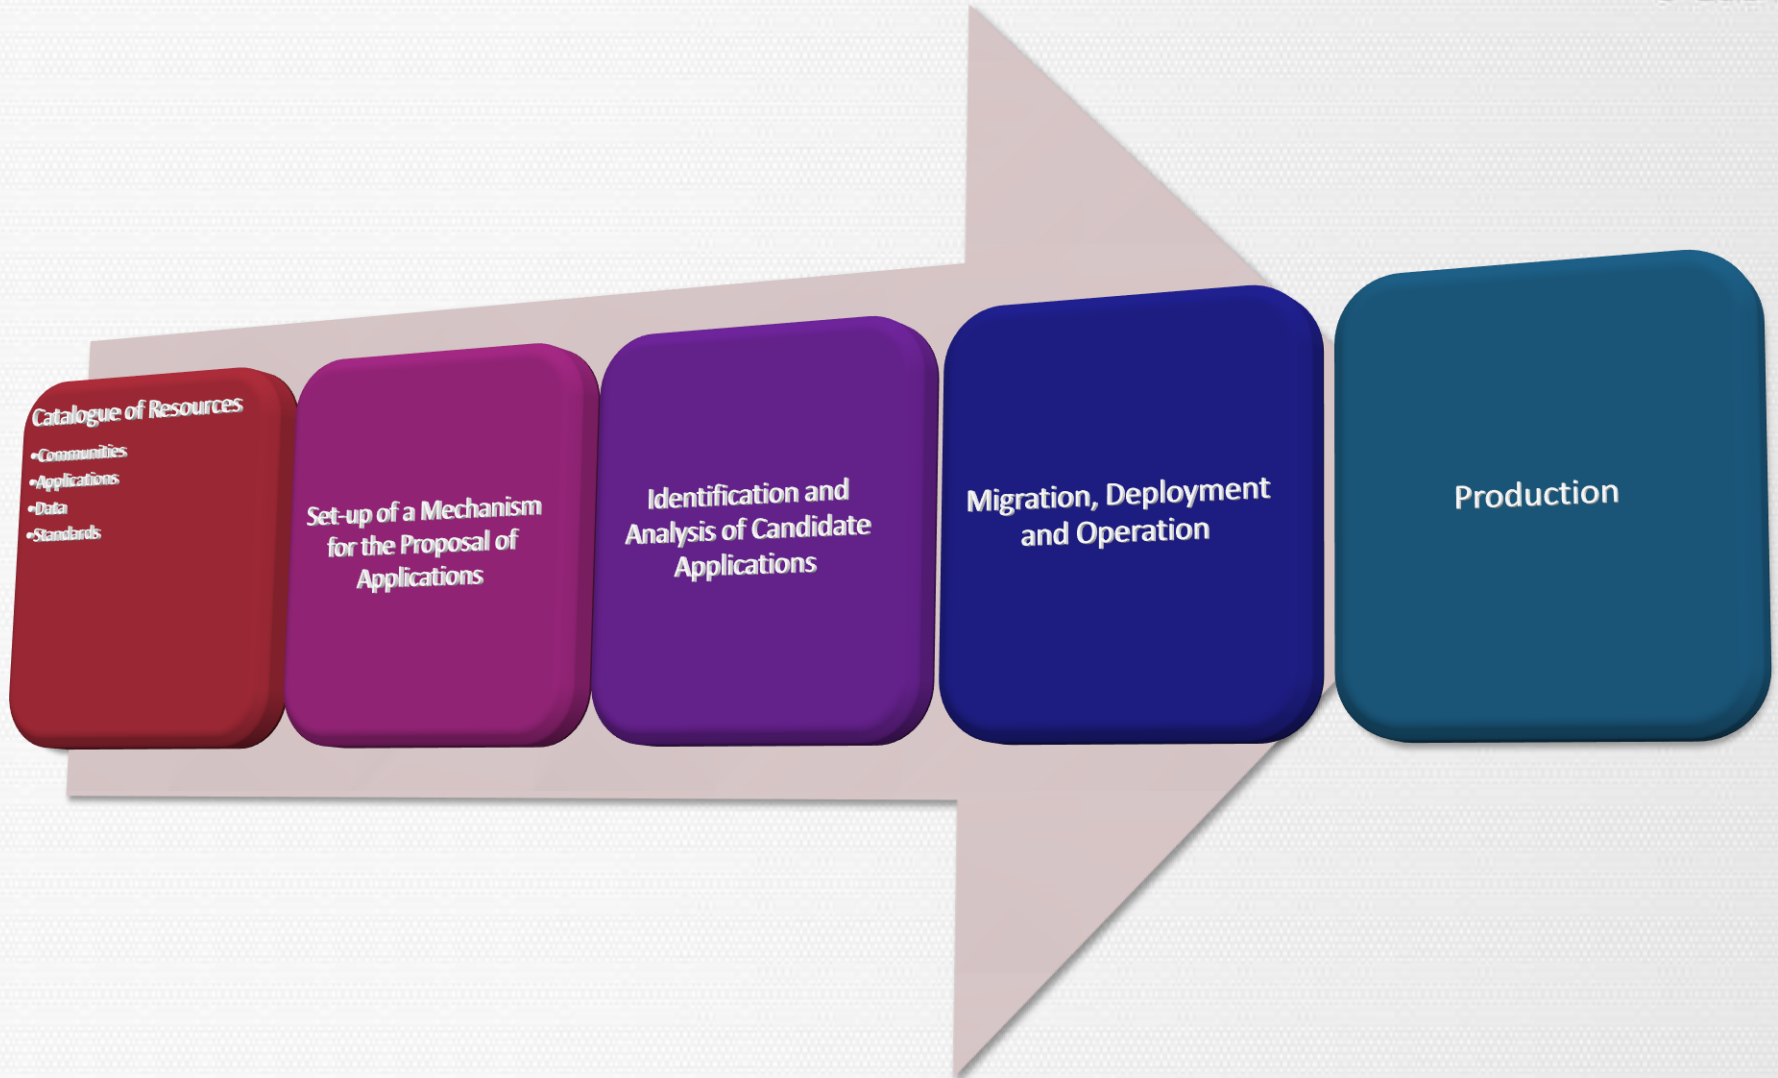 Catalogue of Resources
•Communities
•Applications
•Data
•Standards
Set-up of a Mechanism
for the Proposal of
Applications
Identification and
Analysis of Candidate
Applications
Migration, Deployment
and Operation
Production